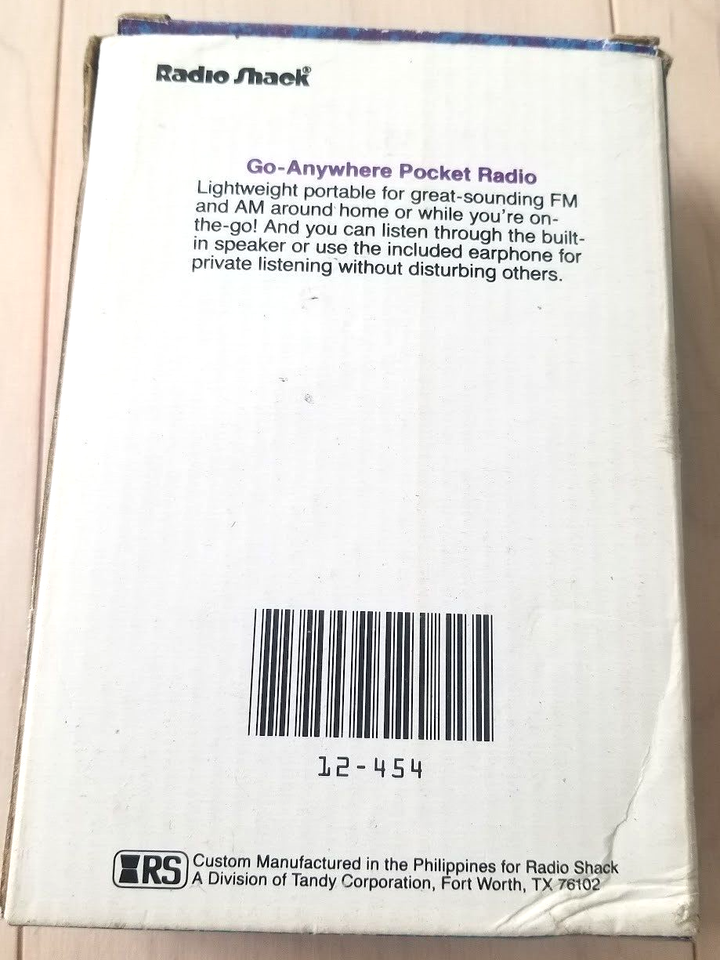 Radio Shack®
Go-Anywhere Pocket Radio
Lightweight portable for great-sounding FM
and AM around home or while you're on-
the-go! And you can listen through the built-
in speaker or use the included earphone for
private listening without disturbing others.
12-454
RS Custom Manufactured in the Philippines for Radio Shack
A Division of Tandy Corporation, Fort Worth, TX 76102